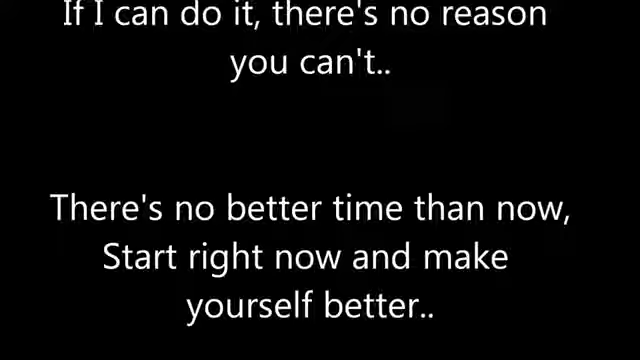 If I can do it, there's no reason
you can't..
There's no better time than now,
Start right now and make
yourself better..